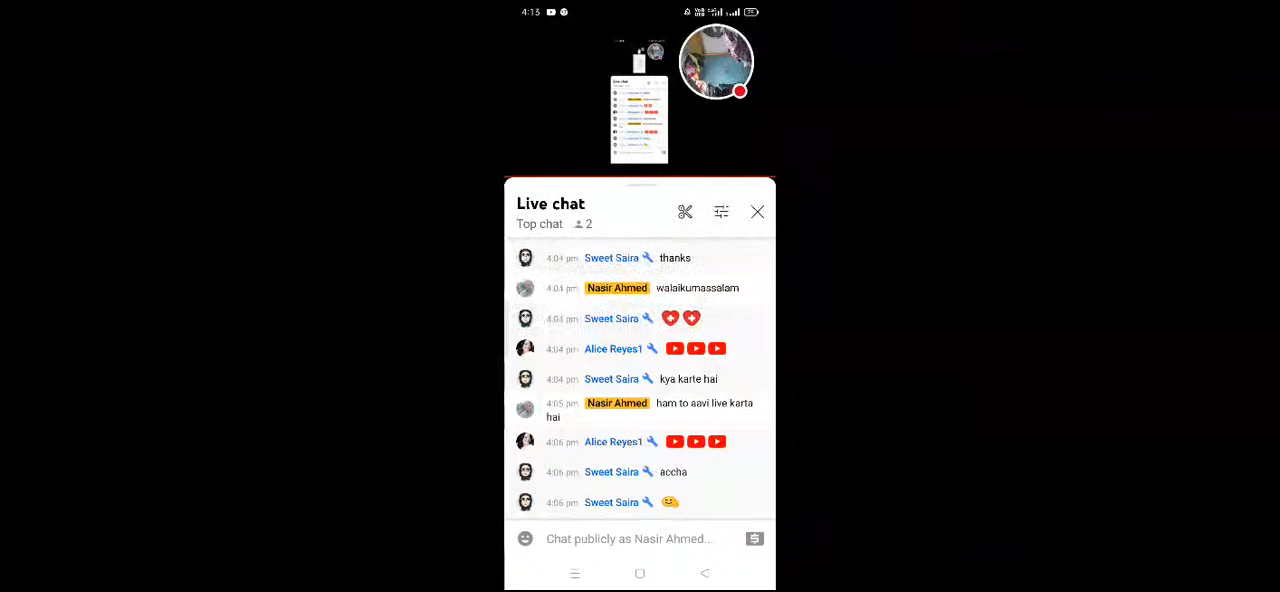 4:13
Live chat
Top chat 2
4:04 pm Sweet Saira thanks
4:04 pm Nasir Ahmed walaikumassalam
4:04 pm Sweet Saira
4:04 pm Alice Reyes1
4:04 pm Sweet Saira kya karte hai
4:05 pm Nasir Ahmed ham to aavi live karta
hai
4:06 pm Alice Reyes1
4:06 pm Sweet Saira accha
4:06 pm Sweet Saira
Chat publicly as Nasir Ahmed...